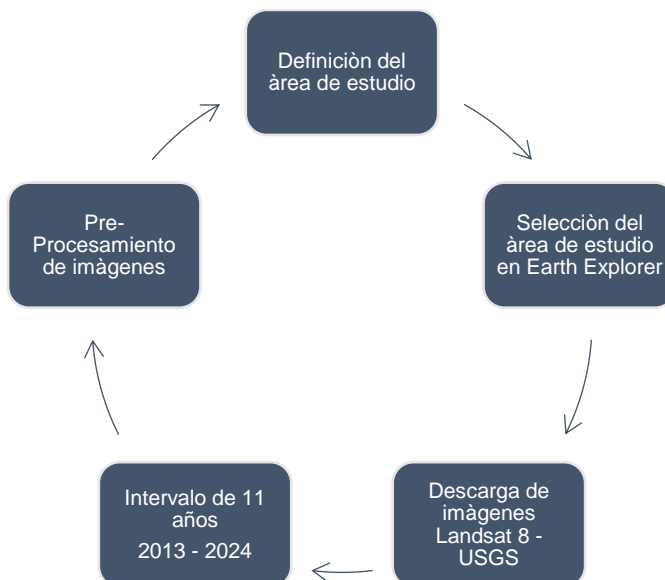 Definiciòn del
àrea de estudio
Selecciòn del
àrea de estudio
en Earth Explorer
Descarga de
imàgenes
Landsat 8 -
USGS
Intervalo de 11
años
2013 - 2024
Pre-
Procesamiento
de imàgenes